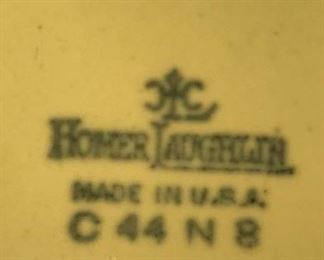 HOMER LAUGHLIN
MADE IN U.S.A.
C 44 N 8